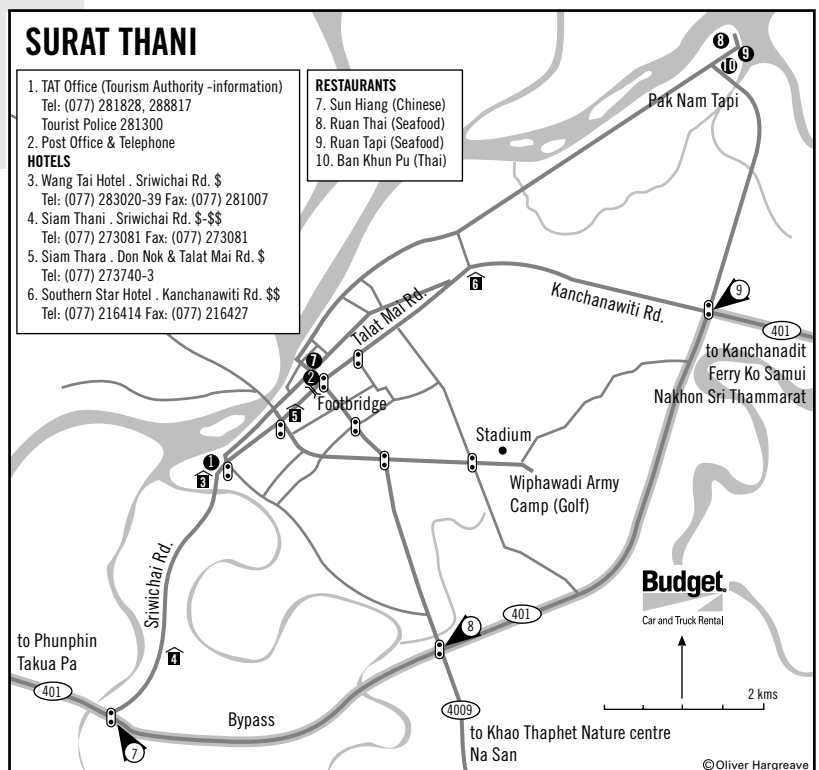 SURAT THANI
1. TAT Office (Tourism Authority -information)
Tel: (077) 281828, 288817
Tourist Police 281300
2. Post Office & Telephone
HOTELS
3. Wang Tai Hotel . Sriwichai Rd. $
Tel: (077) 283020-39 Fax: (077) 281007
4. Siam Thani . Sriwichai Rd. $-$$
Tel: (077) 273081 Fax: (077) 273081
5. Siam Thara . Don Nok & Talat Mai Rd. $
Tel: (077) 273740-3
6. Southern Star Hotel . Kanchanawiti Rd. $$
Tel: (077) 216414 Fax: (077) 216427
RESTAURANTS
7. Sun Hiang (Chinese)
8. Ruan Thai (Seafood)
9. Ruan Tapi (Seafood)
10. Ban Khun Pu (Thai)
8
9
10
Pak Nam Tapi
6
Kanchanawiti Rd.
9
401
to Kanchanadit
Ferry Ko Samui
Nakhon Sri Thammarat
Talat Mai Rd.
7
2
Footbridge
5
1
3
Stadium
Wiphawadi Army
Camp (Golf)
Sriwichai Rd.
4
to Phunphin
Takua Pa
401
7
Bypass
8
401
4009
to Khao Thaphet Nature centre
Na San
Budget
Car and Truck Rental
2 kms
©Oliver Hargreave